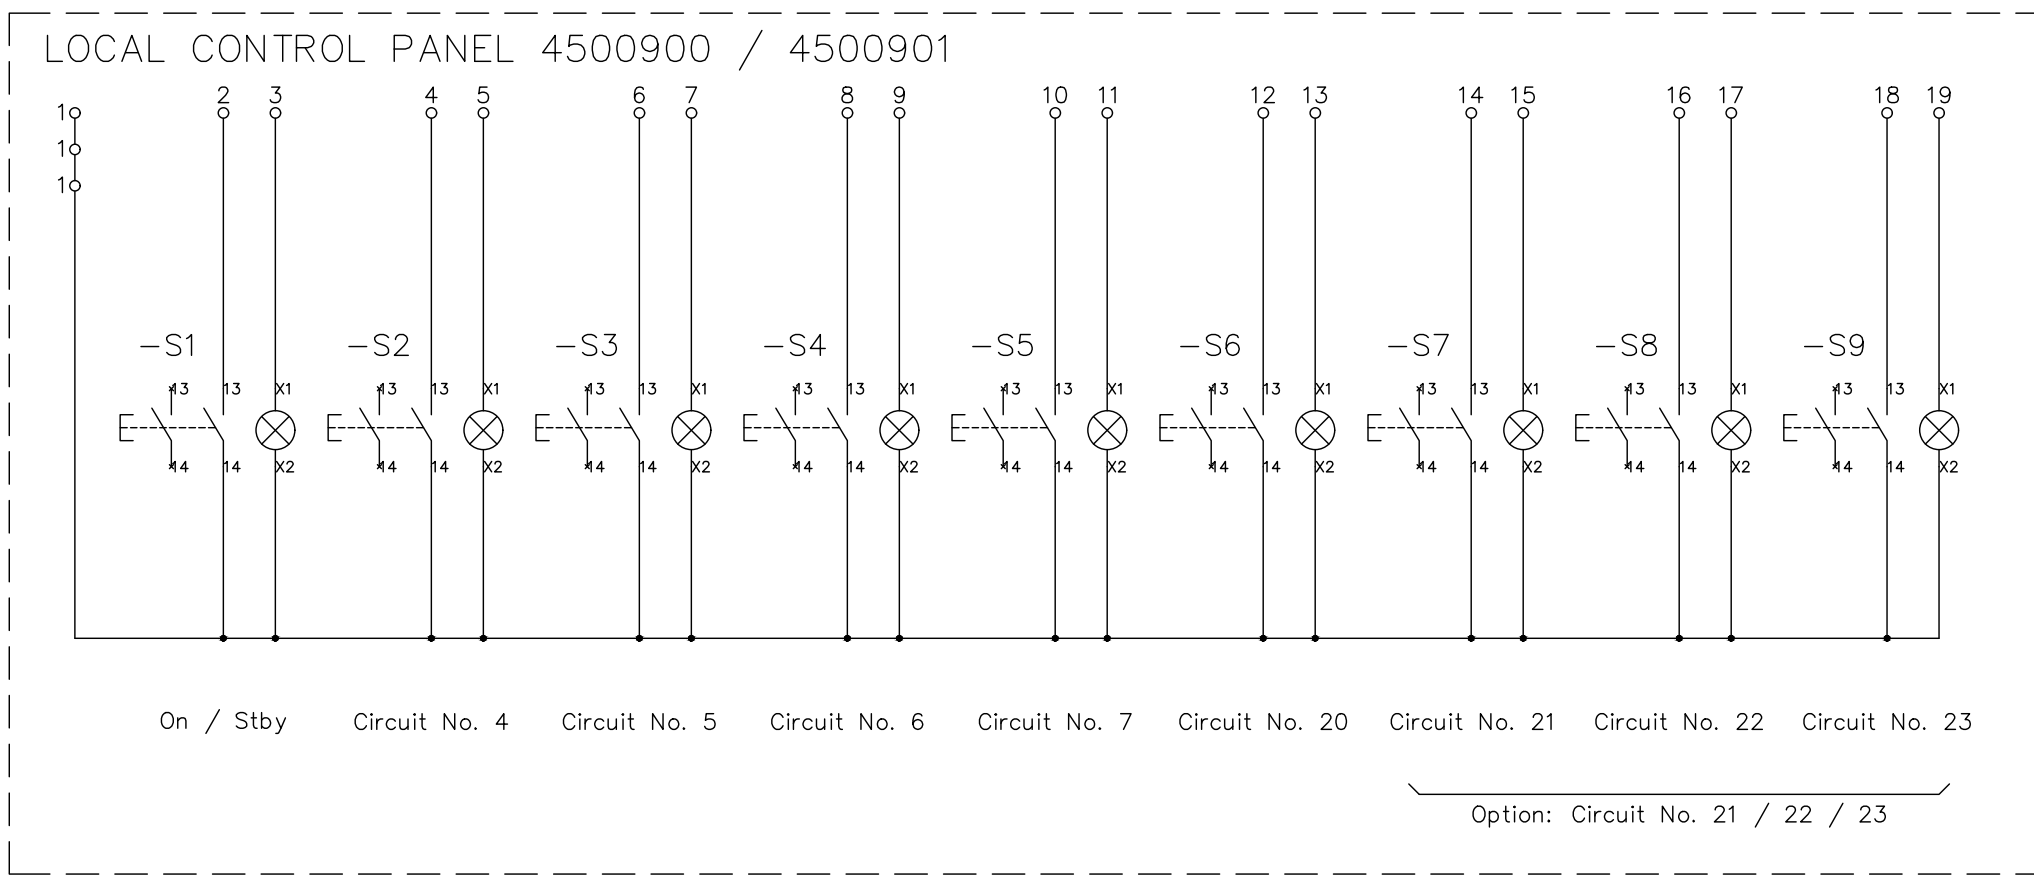 LOCAL CONTROL PANEL 4500900 / 4500901
2 3 4 5 6 7 8 9 10 11 12 13 14 15 16 17 18 19
1
1
1
-S1 -S2 -S3 -S4 -S5 -S6 -S7 -S8 -S9
13 13 X1 13 13 X1 13 13 X1 13 13 X1 13 13 X1 13 13 X1 13 13 X1 13 13 X1 13 13 X1
14 14 X2 14 14 X2 14 14 X2 14 14 X2 14 14 X2 14 14 X2 14 14 X2 14 14 X2 14 14 X2
On / Stby Circuit No. 4 Circuit No. 5 Circuit No. 6 Circuit No. 7 Circuit No. 20 Circuit No. 21 Circuit No. 22 Circuit No. 23
Option: Circuit No. 21 / 22 / 23